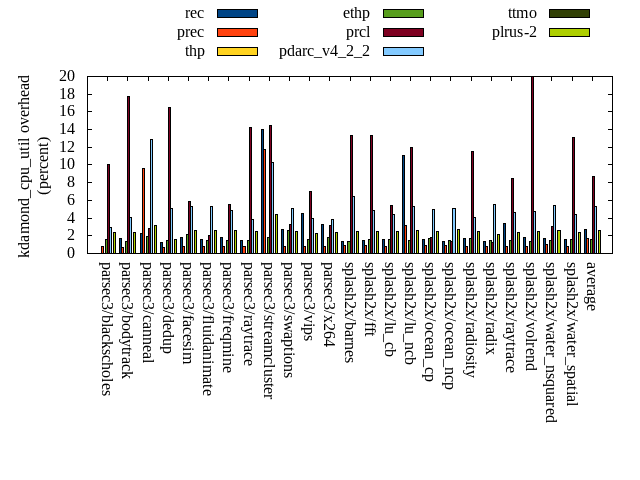 rec
prec
thp
ethp
prcl
pdarc_v4_2_2
ttmo
plrus-2
kdamond_cpu_util overhead
(percent)
20
18
16
14
12
10
8
6
4
2
0
parsec3/blackscholes
parsec3/bodytrack
parsec3/canneal
parsec3/dedup
parsec3/facesim
parsec3/fluidanimate
parsec3/freqmine
parsec3/raytrace
parsec3/streamcluster
parsec3/swaptions
parsec3/vips
parsec3/x264
splash2x/barnes
splash2x/fft
splash2x/lu_cb
splash2x/lu_ncb
splash2x/ocean_cp
splash2x/ocean_ncp
splash2x/radiosity
splash2x/radix
splash2x/raytrace
splash2x/volrend
splash2x/water_nsquared
splash2x/water_spatial
average